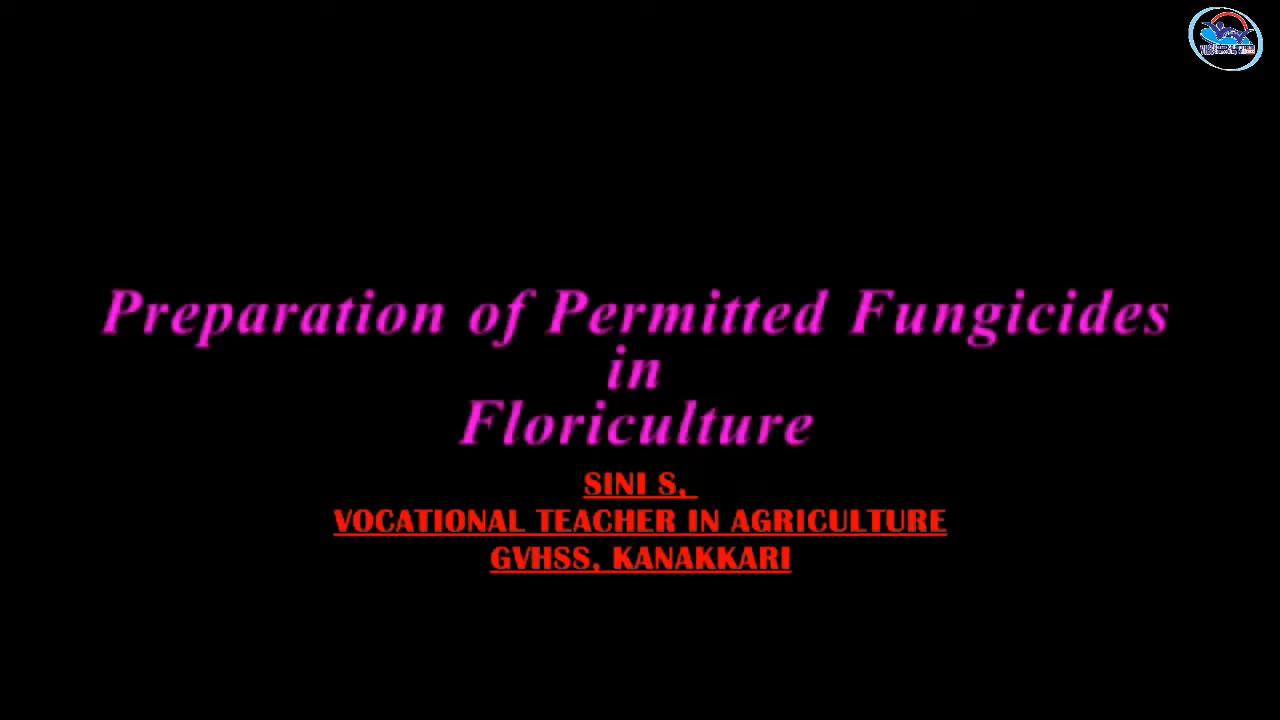 Preparation of Permitted Fungicides
in
Floriculture
SINI S,
VOCATIONAL TEACHER IN AGRICULTURE
GVHSS, KANAKKARI